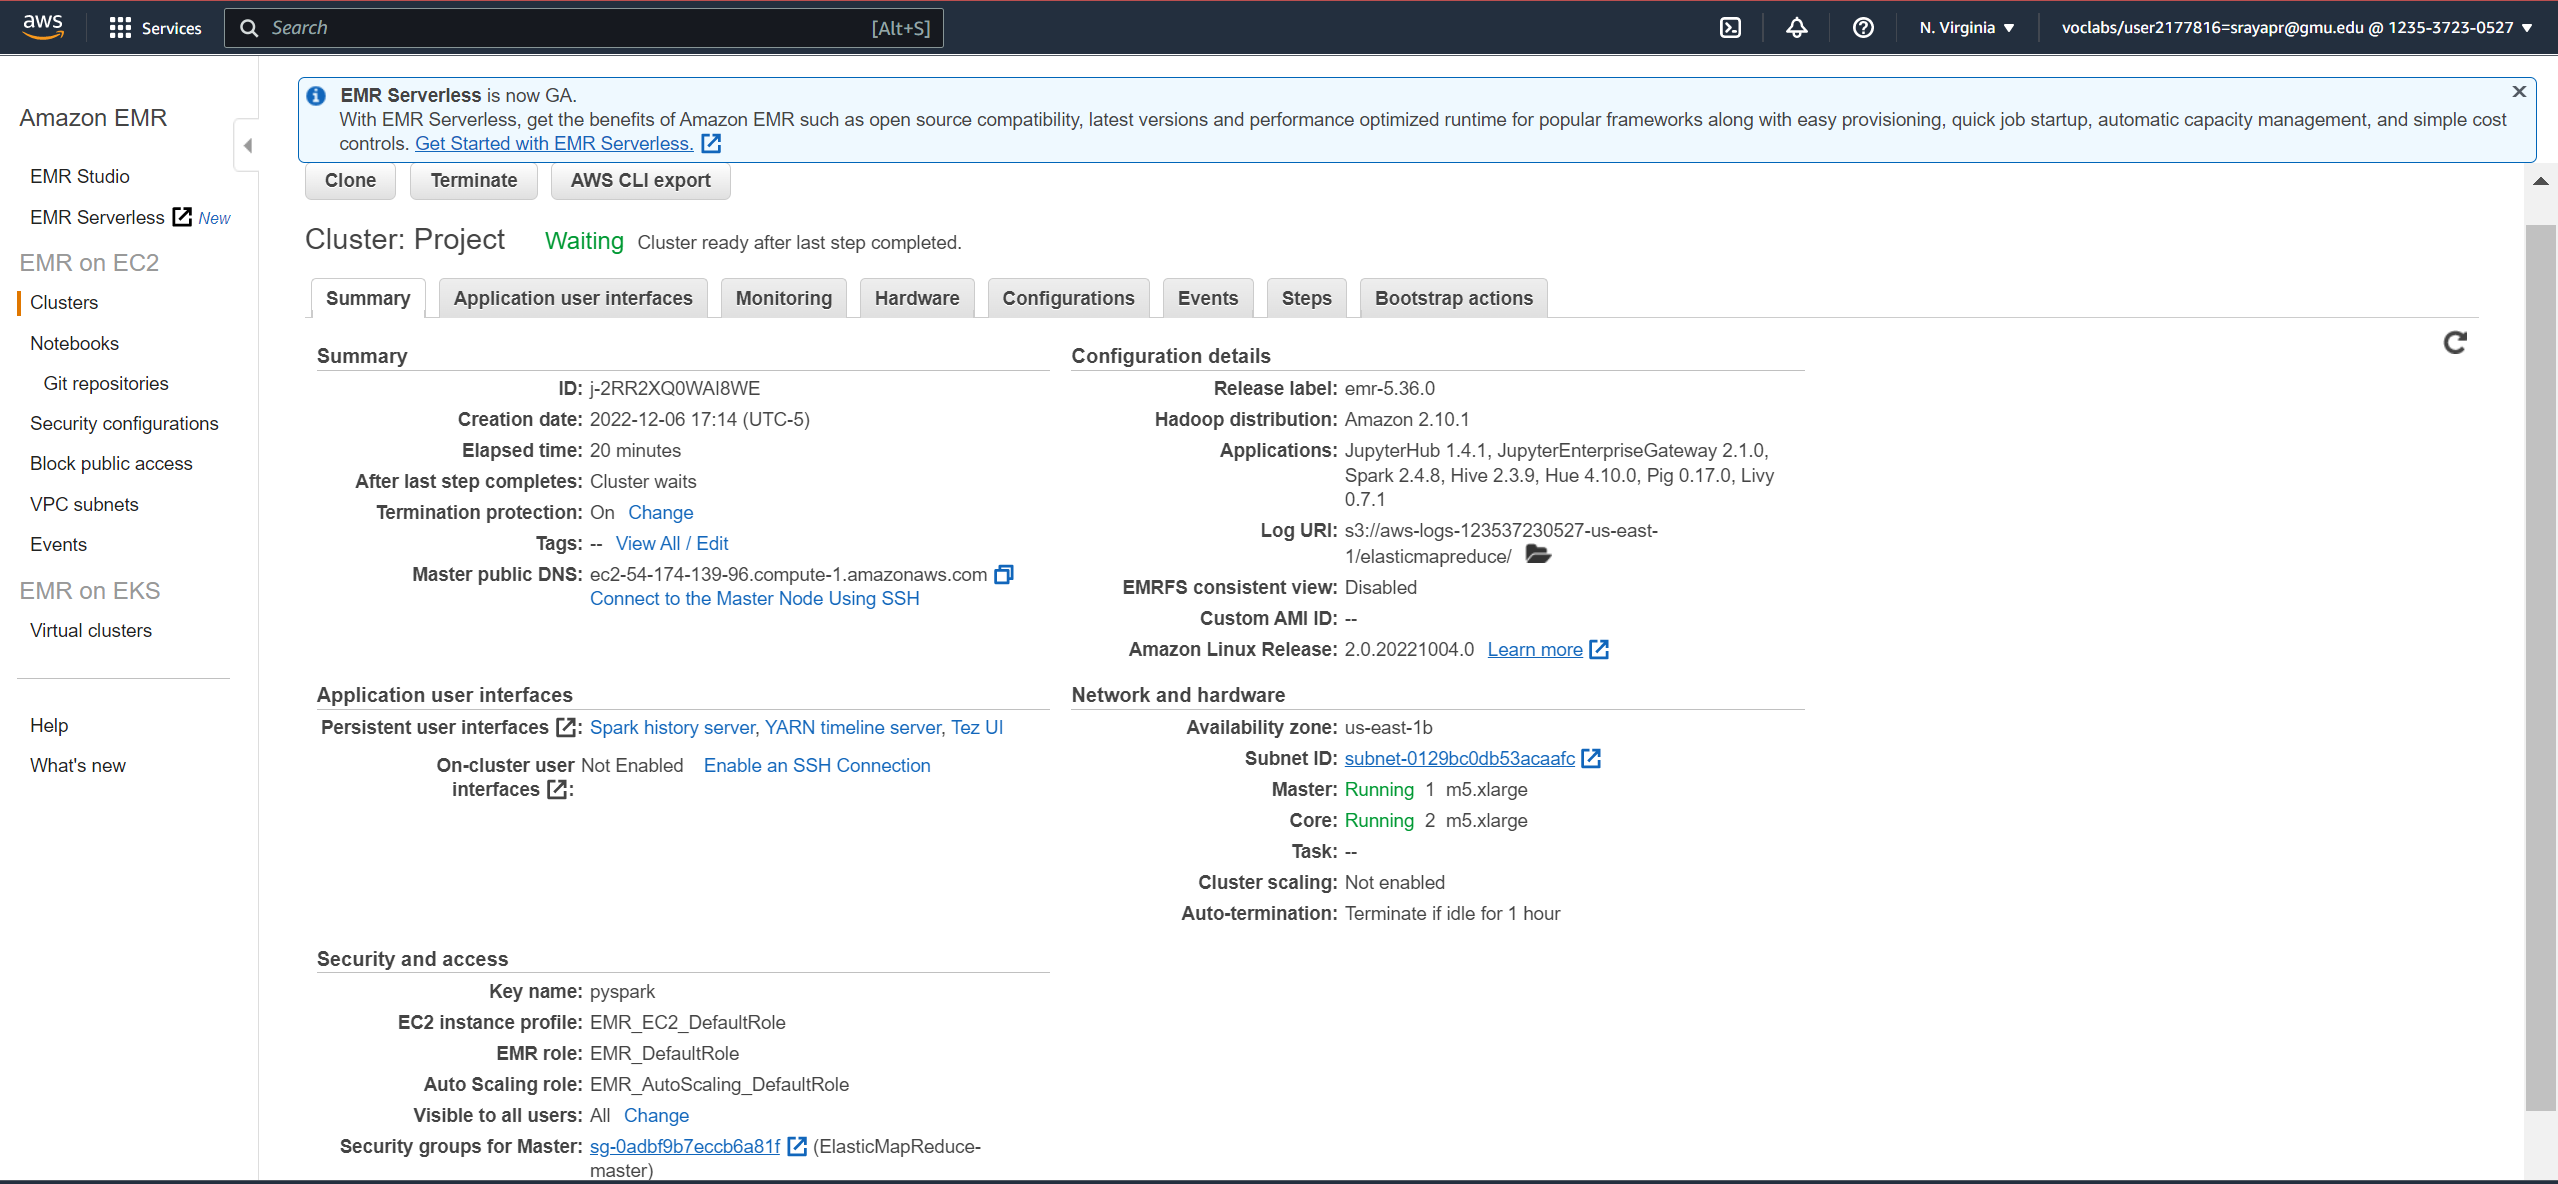 aws
Services
Search [Alt+S]
N. Virginia ▼
voclabs/user2177816=srayapr@gmu.edu @ 1235-3723-0527 ▼
Amazon EMR
EMR Studio
EMR Serverless New
EMR on EC2
Clusters
Notebooks
Git repositories
Security configurations
Block public access
VPC subnets
Events
EMR on EKS
Virtual clusters
Help
What's new
EMR Serverless is now GA.
With EMR Serverless, get the benefits of Amazon EMR such as open source compatibility, latest versions and performance optimized runtime for popular frameworks along with easy provisioning, quick job startup, automatic capacity management, and simple cost
controls. Get Started with EMR Serverless.
Clone Terminate AWS CLI export
Cluster: Project Waiting Cluster ready after last step completed.
Summary Application user interfaces Monitoring Hardware Configurations Events Steps Bootstrap actions
Summary
ID: j-2RR2XQ0WAI8WE
Creation date: 2022-12-06 17:14 (UTC-5)
Elapsed time: 20 minutes
After last step completes: Cluster waits
Termination protection: On Change
Tags: -- View All / Edit
Master public DNS: ec2-54-174-139-96.compute-1.amazonaws.com
Connect to the Master Node Using SSH
Configuration details
Release label: emr-5.36.0
Hadoop distribution: Amazon 2.10.1
Applications: JupyterHub 1.4.1, JupyterEnterpriseGateway 2.1.0,
Spark 2.4.8, Hive 2.3.9, Hue 4.10.0, Pig 0.17.0, Livy
0.7.1
Log URI: s3://aws-logs-123537230527-us-east-
1/elasticmapreduce/
EMRFS consistent view: Disabled
Custom AMI ID: --
Amazon Linux Release: 2.0.20221004.0 Learn more
Application user interfaces
Persistent user interfaces : Spark history server, YARN timeline server, Tez UI
On-cluster user Not Enabled Enable an SSH Connection
interfaces :
Network and hardware
Availability zone: us-east-1b
Subnet ID: subnet-0129bc0db53acaafc
Master: Running 1 m5.xlarge
Core: Running 2 m5.xlarge
Task: --
Cluster scaling: Not enabled
Auto-termination: Terminate if idle for 1 hour
Security and access
Key name: pyspark
EC2 instance profile: EMR_EC2_DefaultRole
EMR role: EMR_DefaultRole
Auto Scaling role: EMR_AutoScaling_DefaultRole
Visible to all users: All Change
Security groups for Master: sg-0adbf9b7eccb6a81f (ElasticMapReduce-
master)